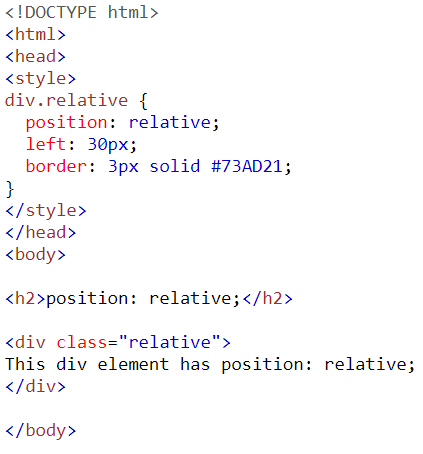 <!DOCTYPE html>
<html>
<head>
<style>
div.relative {
  position: relative;
  left: 30px;
  border: 3px solid #73AD21;
}
</style>
</head>
<body>

<h2>position: relative;</h2>

<div class="relative">
This div element has position: relative;
</div>

</body>